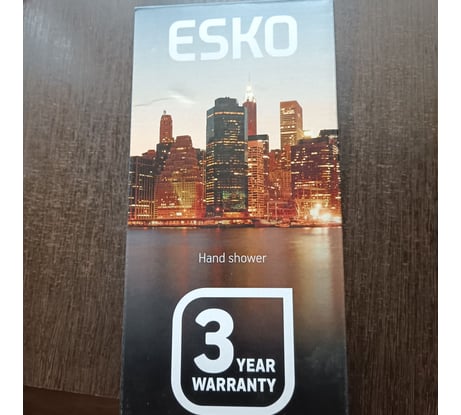 ESKO
Hand shower
3 YEAR
WARRANTY